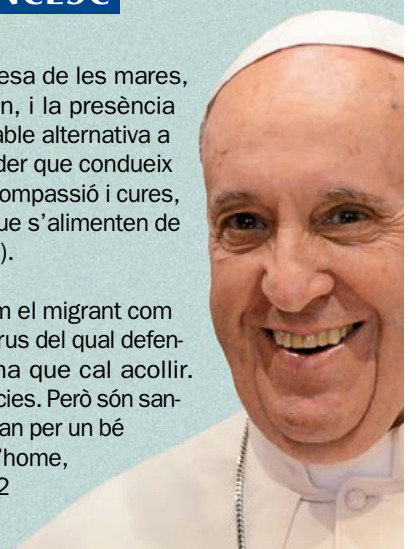 NCESC
esa de les mares,
n, i la presència
able alternativa a
der que condueix
ompassió i cures,
ue s’alimenten de
).
m el migrant com
rus del qual defen-
na que cal acollir.
cies. Però són san-
an per un bé
’home,
2